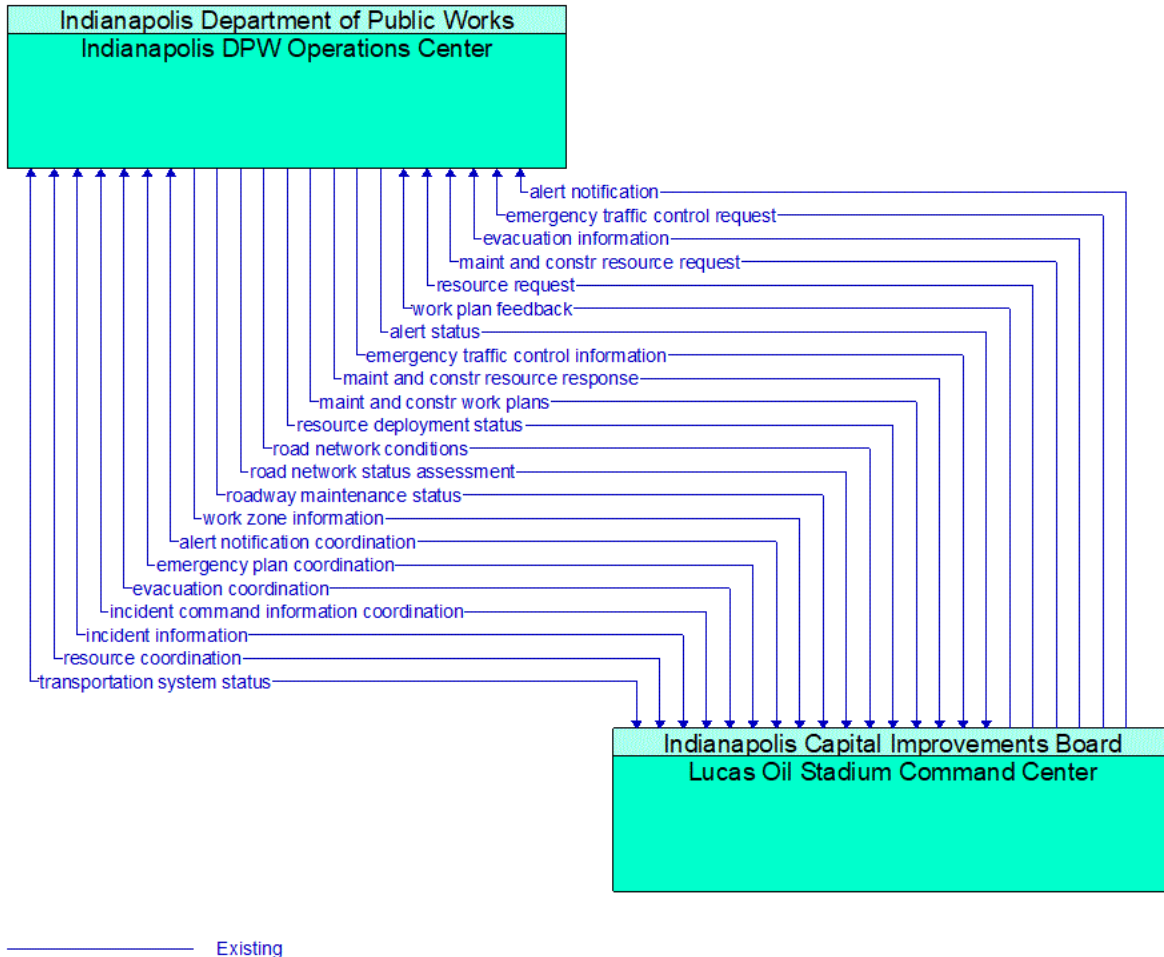 Indianapolis Department of Public Works
Indianapolis DPW Operations Center
alert notification
emergency traffic control request
evacuation information
maint and constr resource request
resource request
work plan feedback
alert status
emergency traffic control information
maint and constr resource response
maint and constr work plans
resource deployment status
road network conditions
road network status assessment
roadway maintenance status
work zone information
alert notification coordination
emergency plan coordination
evacuation coordination
incident command information coordination
incident information
resource coordination
transportation system status
Indianapolis Capital Improvements Board
Lucas Oil Stadium Command Center
Existing